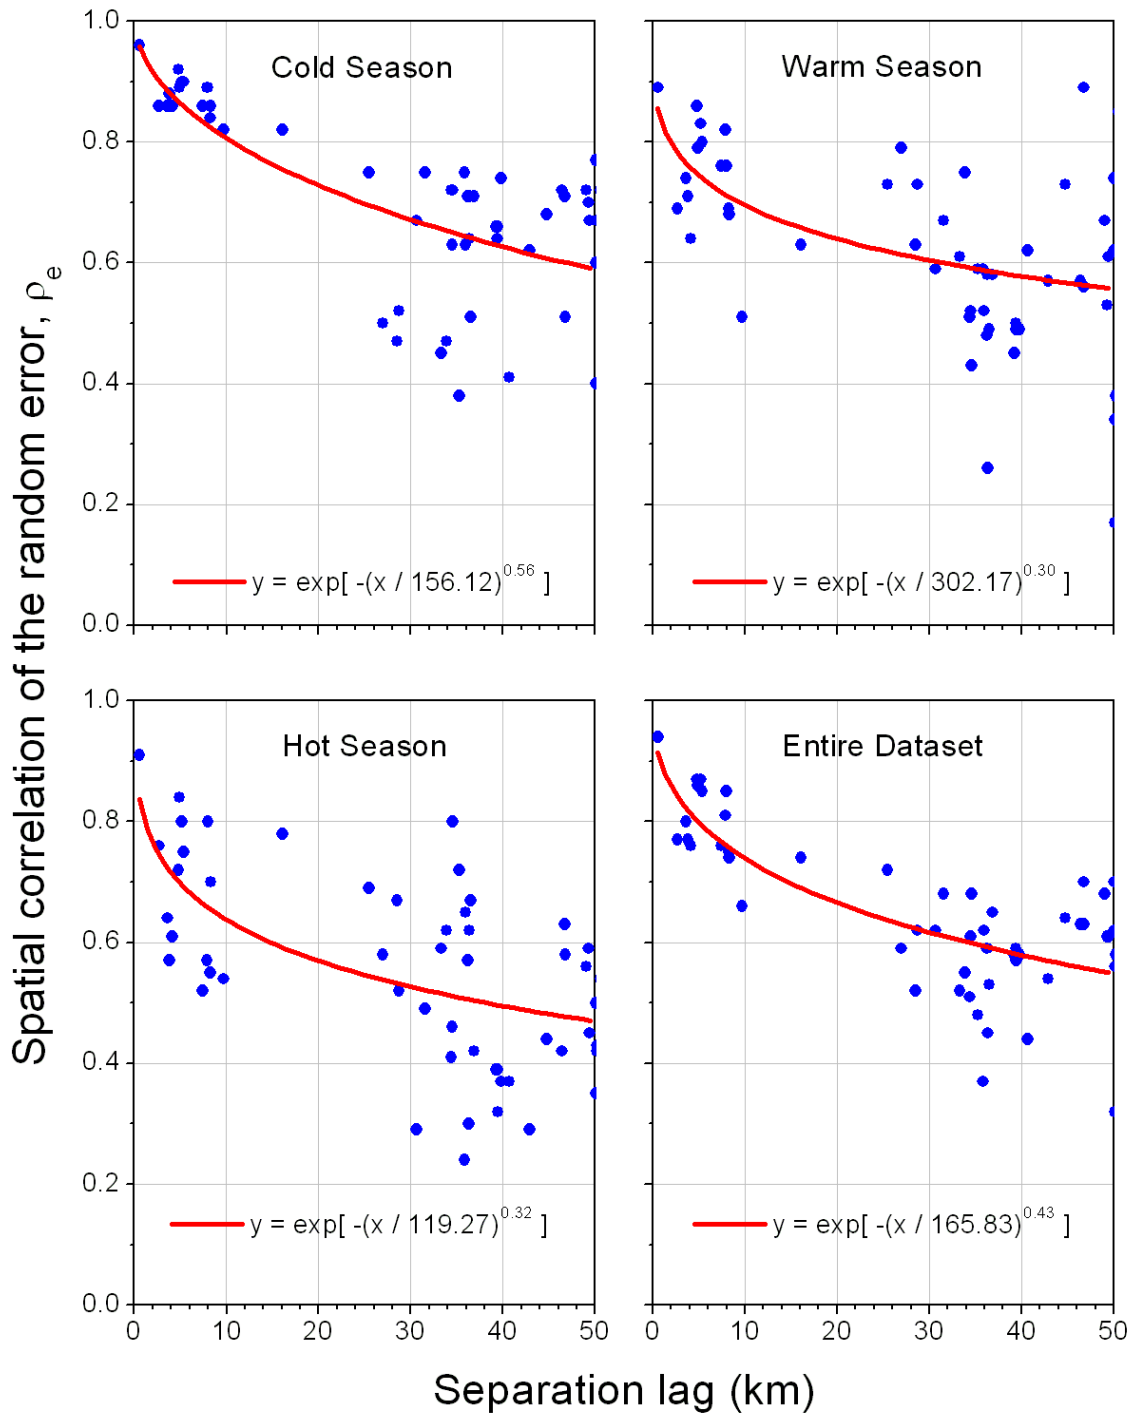 Spatial correlation of the random error, ρe
1.0
0.8
0.6
0.4
0.2
0.0
Cold Season
y = exp[ -(x / 156.12)^0.56 ]
Warm Season
y = exp[ -(x / 302.17)^0.30 ]
1.0
0.8
0.6
0.4
0.2
0.0
Hot Season
y = exp[ -(x / 119.27)^0.32 ]
0 10 20 30 40 50
Entire Dataset
y = exp[ -(x / 165.83)^0.43 ]
0 10 20 30 40 50
Separation lag (km)